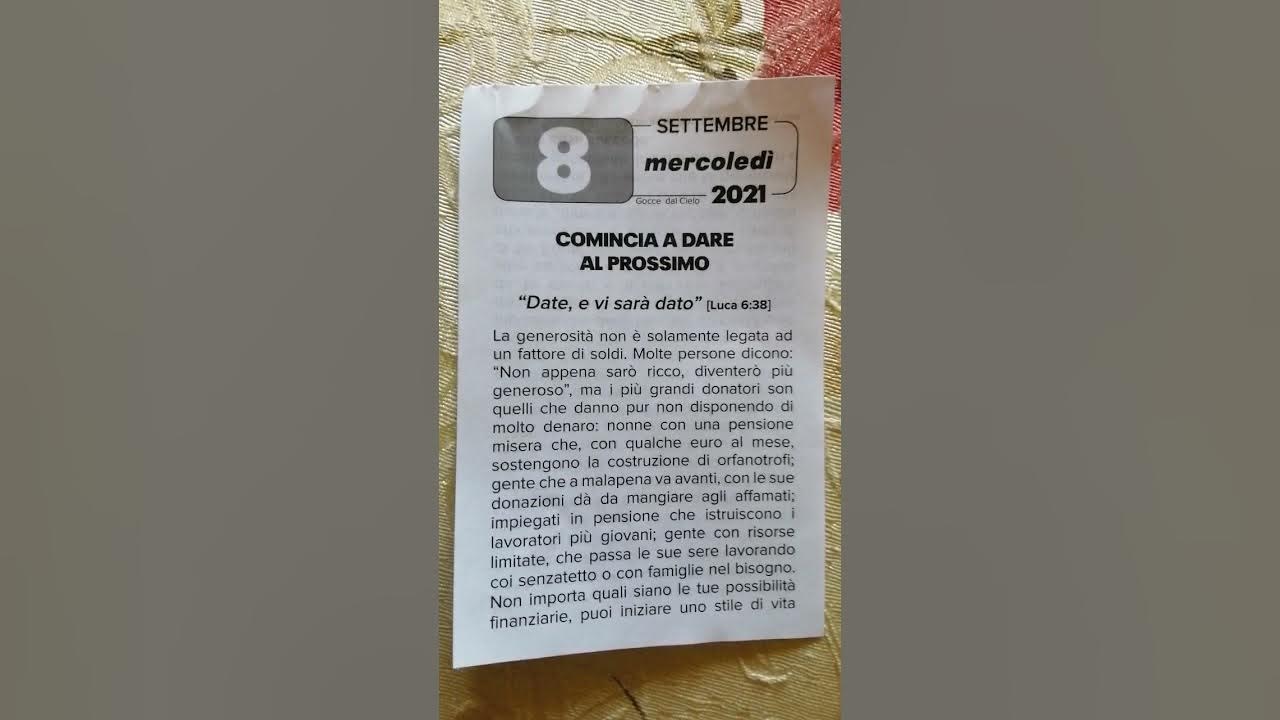 8
SETTEMBRE
mercoledì
Gocce dal Cielo 2021
COMINCIA A DARE
AL PROSSIMO
“Date, e vi sarà dato” [Luca 6:38]
La generosità non è solamente legata ad
un fattore di soldi. Molte persone dicono:
“Non appena sarò ricco, diventerò più
generoso”, ma i più grandi donatori son
quelli che danno pur non disponendo di
molto denaro: nonne con una pensione
misera che, con qualche euro al mese,
sostengono la costruzione di orfanotrofi;
gente che a malapena va avanti, con le sue
donazioni dà da mangiare agli affamati;
impiegati in pensione che istruiscono i
lavoratori più giovani; gente con risorse
limitate, che passa le sue sere lavorando
coi senzatetto o con famiglie nel bisogno.
Non importa quali siano le tue possibilità
finanziarie, puoi iniziare uno stile di vita